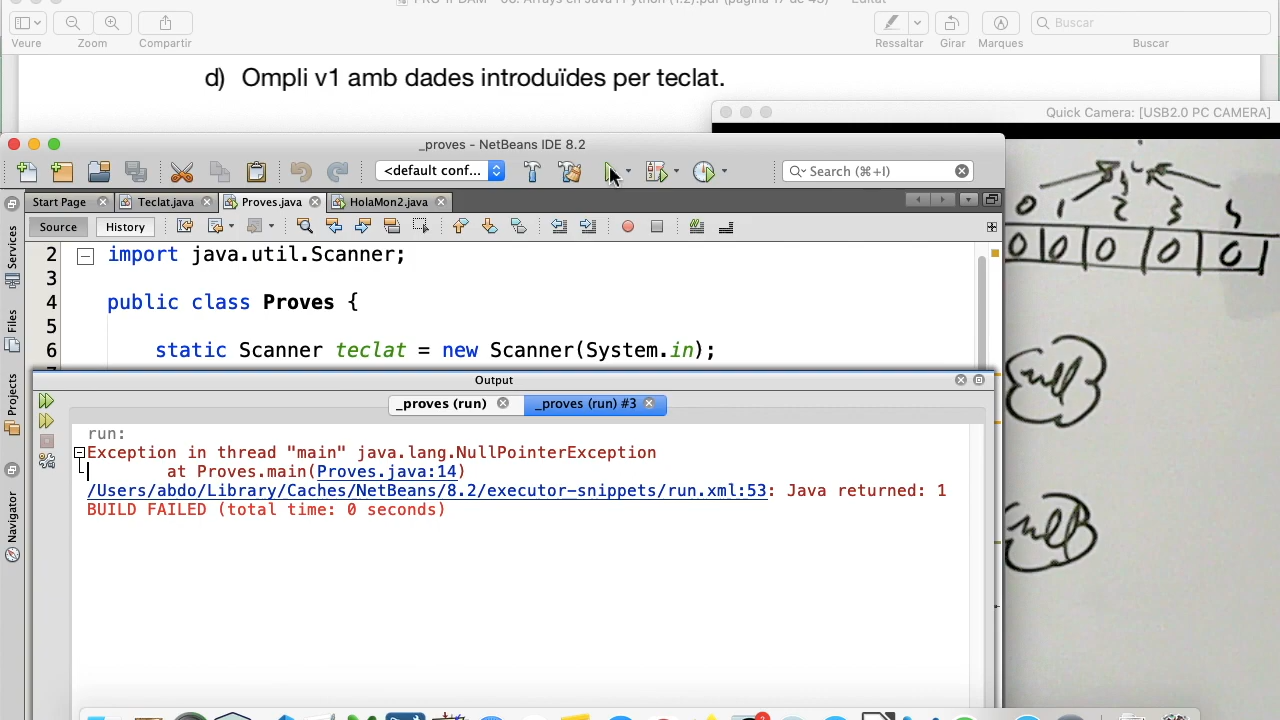 Veure
Zoom
Compartir
Ressaltar
Girar
Marques
Buscar
Buscar
d) Ompli v1 amb dades introduïdes per teclat.
Quick Camera: [USB2.0 PC CAMERA]
_proves - NetBeans IDE 8.2
<default conf...
Search (⌘+I)
Start Page
Teclat.java
Proves.java
HolaMon2.java
Source
History
Services
Files
Projects
Navigator
2 import java.util.Scanner;
3
4 public class Proves {
5
6 static Scanner teclat = new Scanner(System.in);
Output
_proves (run)
_proves (run) #3
run:
Exception in thread "main" java.lang.NullPointerException
at Proves.main(Proves.java:14)
/Users/abdo/Library/Caches/NetBeans/8.2/executor-snippets/run.xml:53: Java returned: 1
BUILD FAILED (total time: 0 seconds)
0 1 2 3 4
0 0 0 0 0
null
null